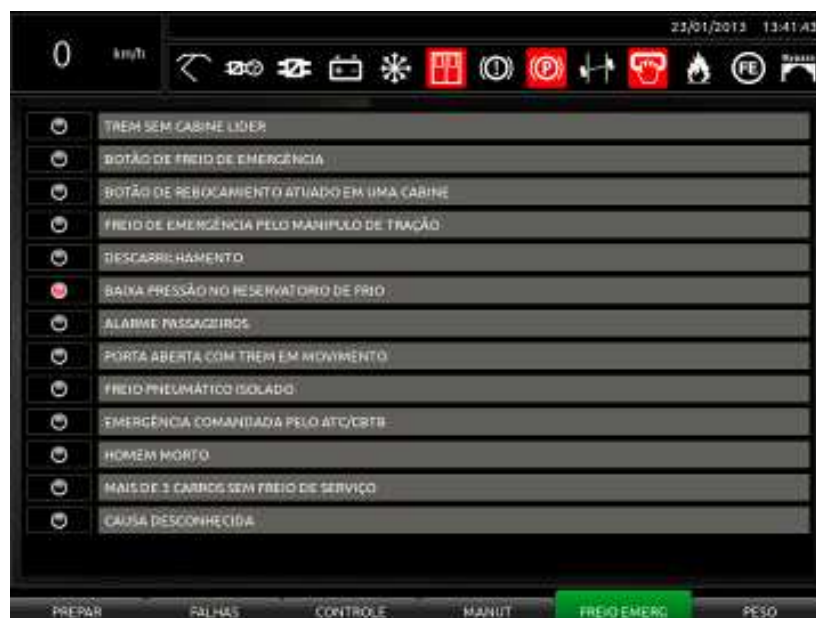 23/01/2013 13:41:43
0 km/h
(P)
FE
TREM SEM CABINE LIDER
BOTÃO DE FREIO DE EMERGÊNCIA
BOTÃO DE REBOCAMENTO ATUADO EM UMA CABINE
FREIO DE EMERGÊNCIA PELO MANIPULO DE TRAÇÃO
DESCARRILHAMENTO
BAIXA PRESSÃO NO RESERVATORIO DE FRIO
ALARME PASSAGEIROS
PORTA ABERTA COM TREM EM MOVIMENTO
FREIO PNEUMÁTICO ISOLADO
EMERGÊNCIA COMANDADA PELO ATC/CBTB
HOMEM MORTO
MAIS DE 3 CARROS SEM FREIO DE SERVIÇO
CAUSA DESCONHECIDA
PREPAR FALHAS CONTROLE MANUT FREIO EMERG PESO